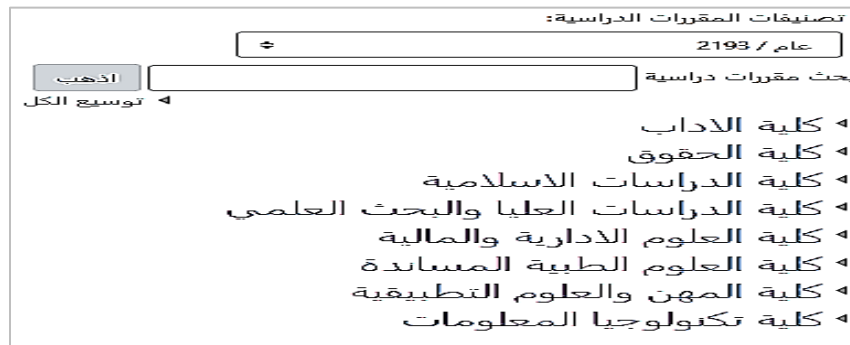 تصنيفات المقررات الدراسية:
عام / 2193
بحث مقررات دراسية اذهب
توسيع الكل
كلية الاداب
كلية الحقوق
كلية الدراسات الاسلامية
كلية الدراسات العليا والبحث العلمي
كلية العلوم الادارية والمالية
كلية العلوم الطبية المساندة
كلية المهن والعلوم التطبيقية
كلية تكنولوجيا المعلومات